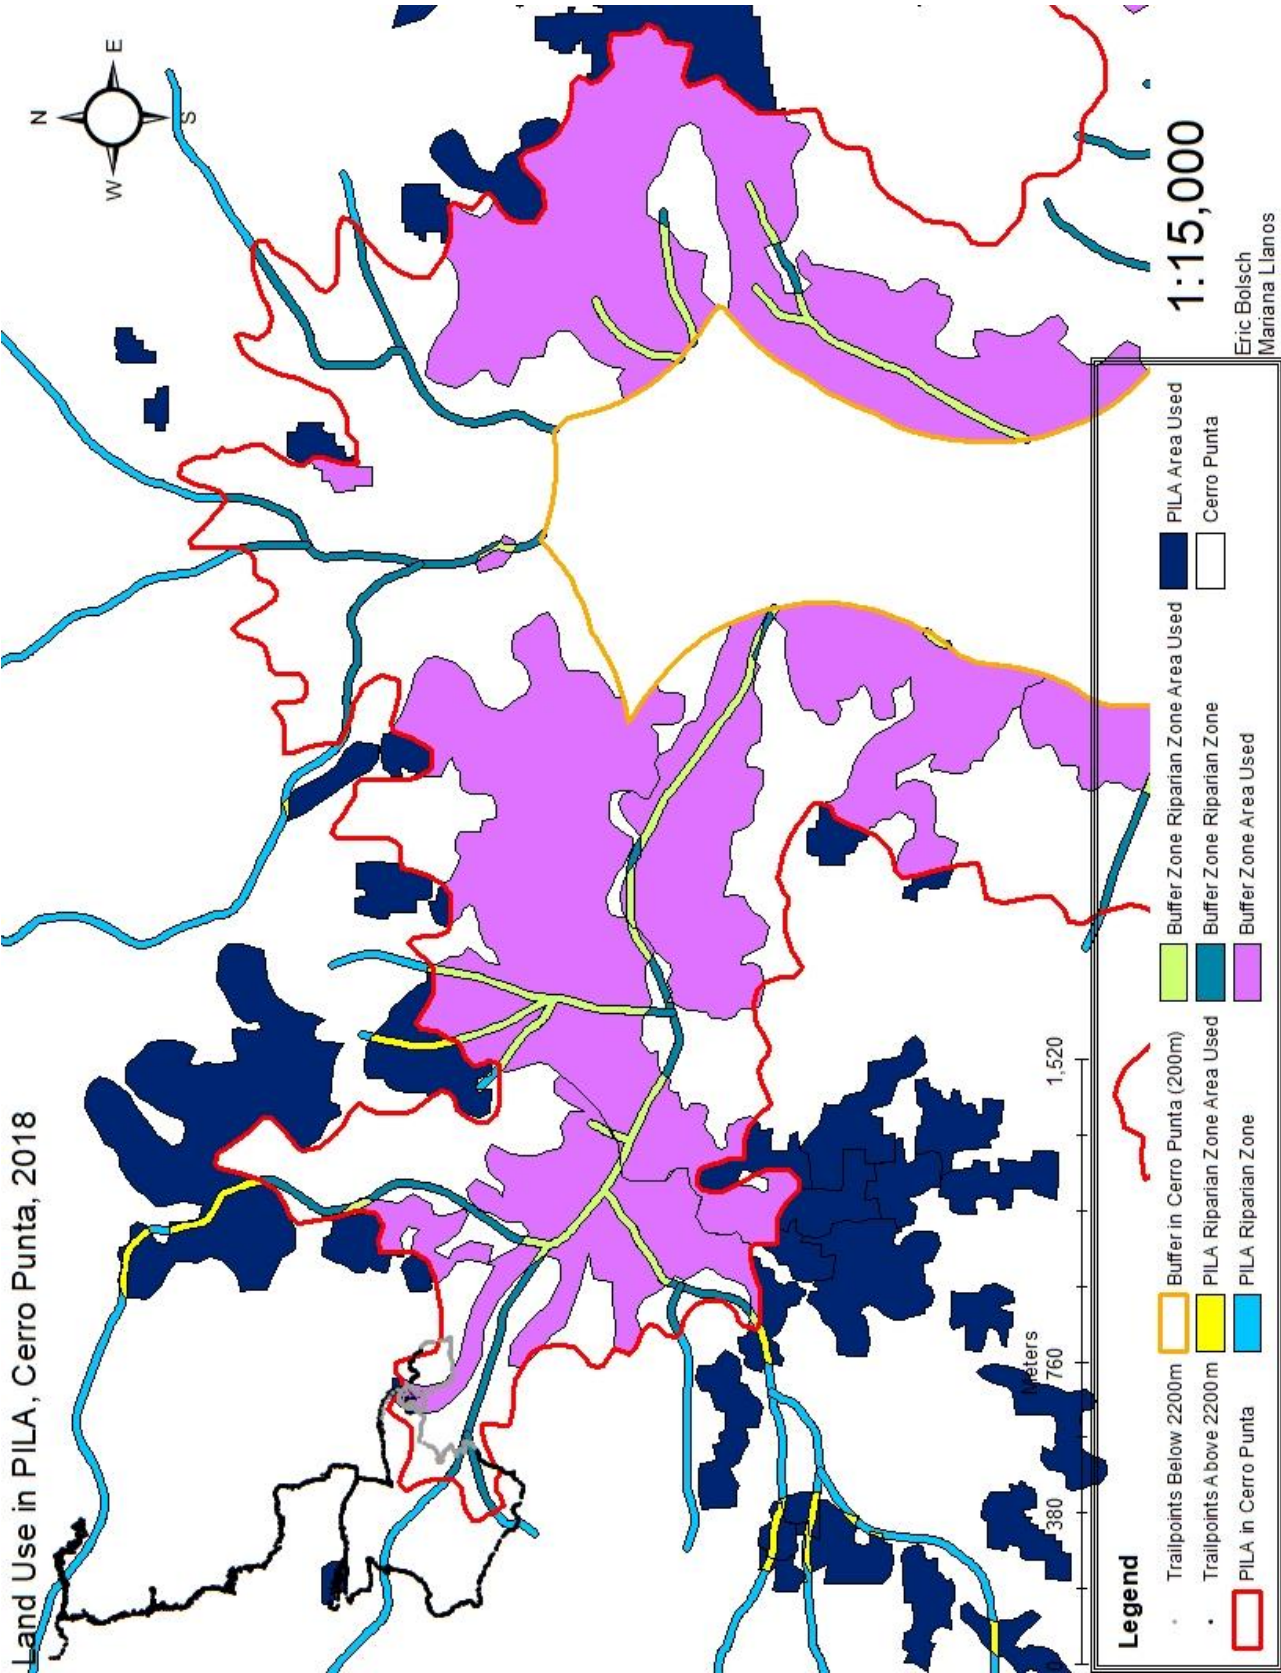 Land Use in PILA, Cerro Punta, 2018
N
W
E
S
0
380
760
1,520
Meters
1:15,000
Eric Bolsch
Mariana Llanos
Legend
Trailpoints Below 2200m
Trailpoints Above 2200m
PILA in Cerro Punta
Buffer in Cerro Punta (200m)
PILA Riparian Zone Area Used
PILA Riparian Zone
Buffer Zone Riparian Zone Area Used
Buffer Zone Riparian Zone
Buffer Zone Area Used
PILA Area Used
Cerro Punta